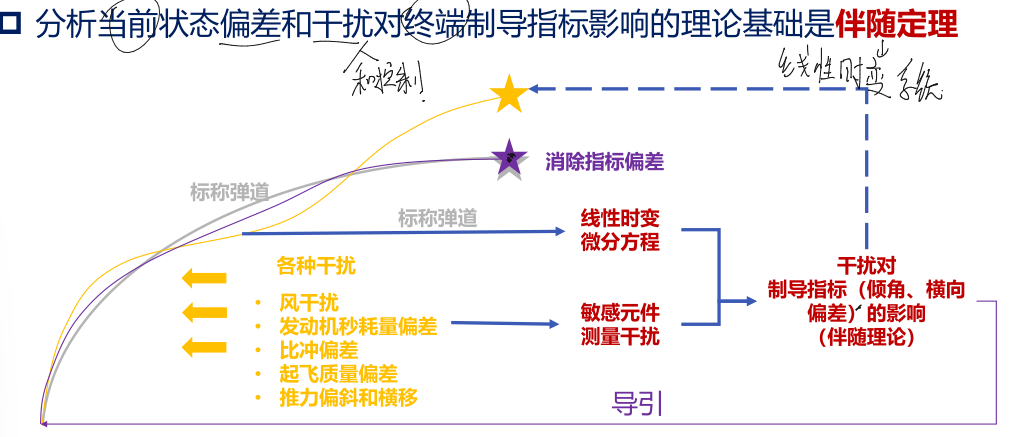 分析当前状态偏差和干扰对终端制导指标影响的理论基础是伴随定理
和控制!
线性时变系统
消除指标偏差
标称弹道
标称弹道
线性时变
微分方程
各种干扰
• 风干扰
• 发动机秒耗量偏差
• 比冲偏差
• 起飞质量偏差
• 推力偏斜和横移
敏感元件
测量干扰
干扰对
制导指标（倾角、横向
偏差）的影响
（伴随理论）
导引